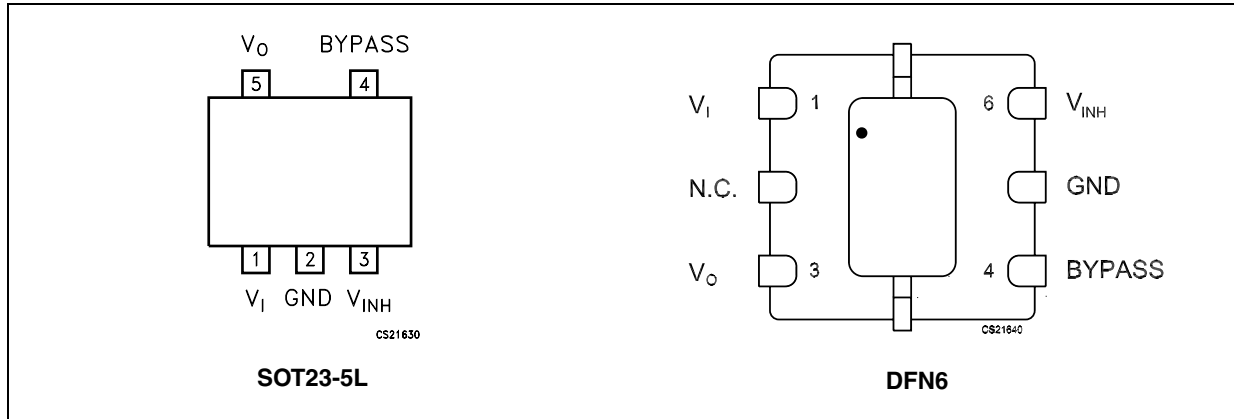 V_O BYPASS
5 4
1 2 3
V_I GND V_INH
CS21630
SOT23-5L
V_I 1 6 V_INH
N.C. GND
V_O 3 4 BYPASS
CS21640
DFN6